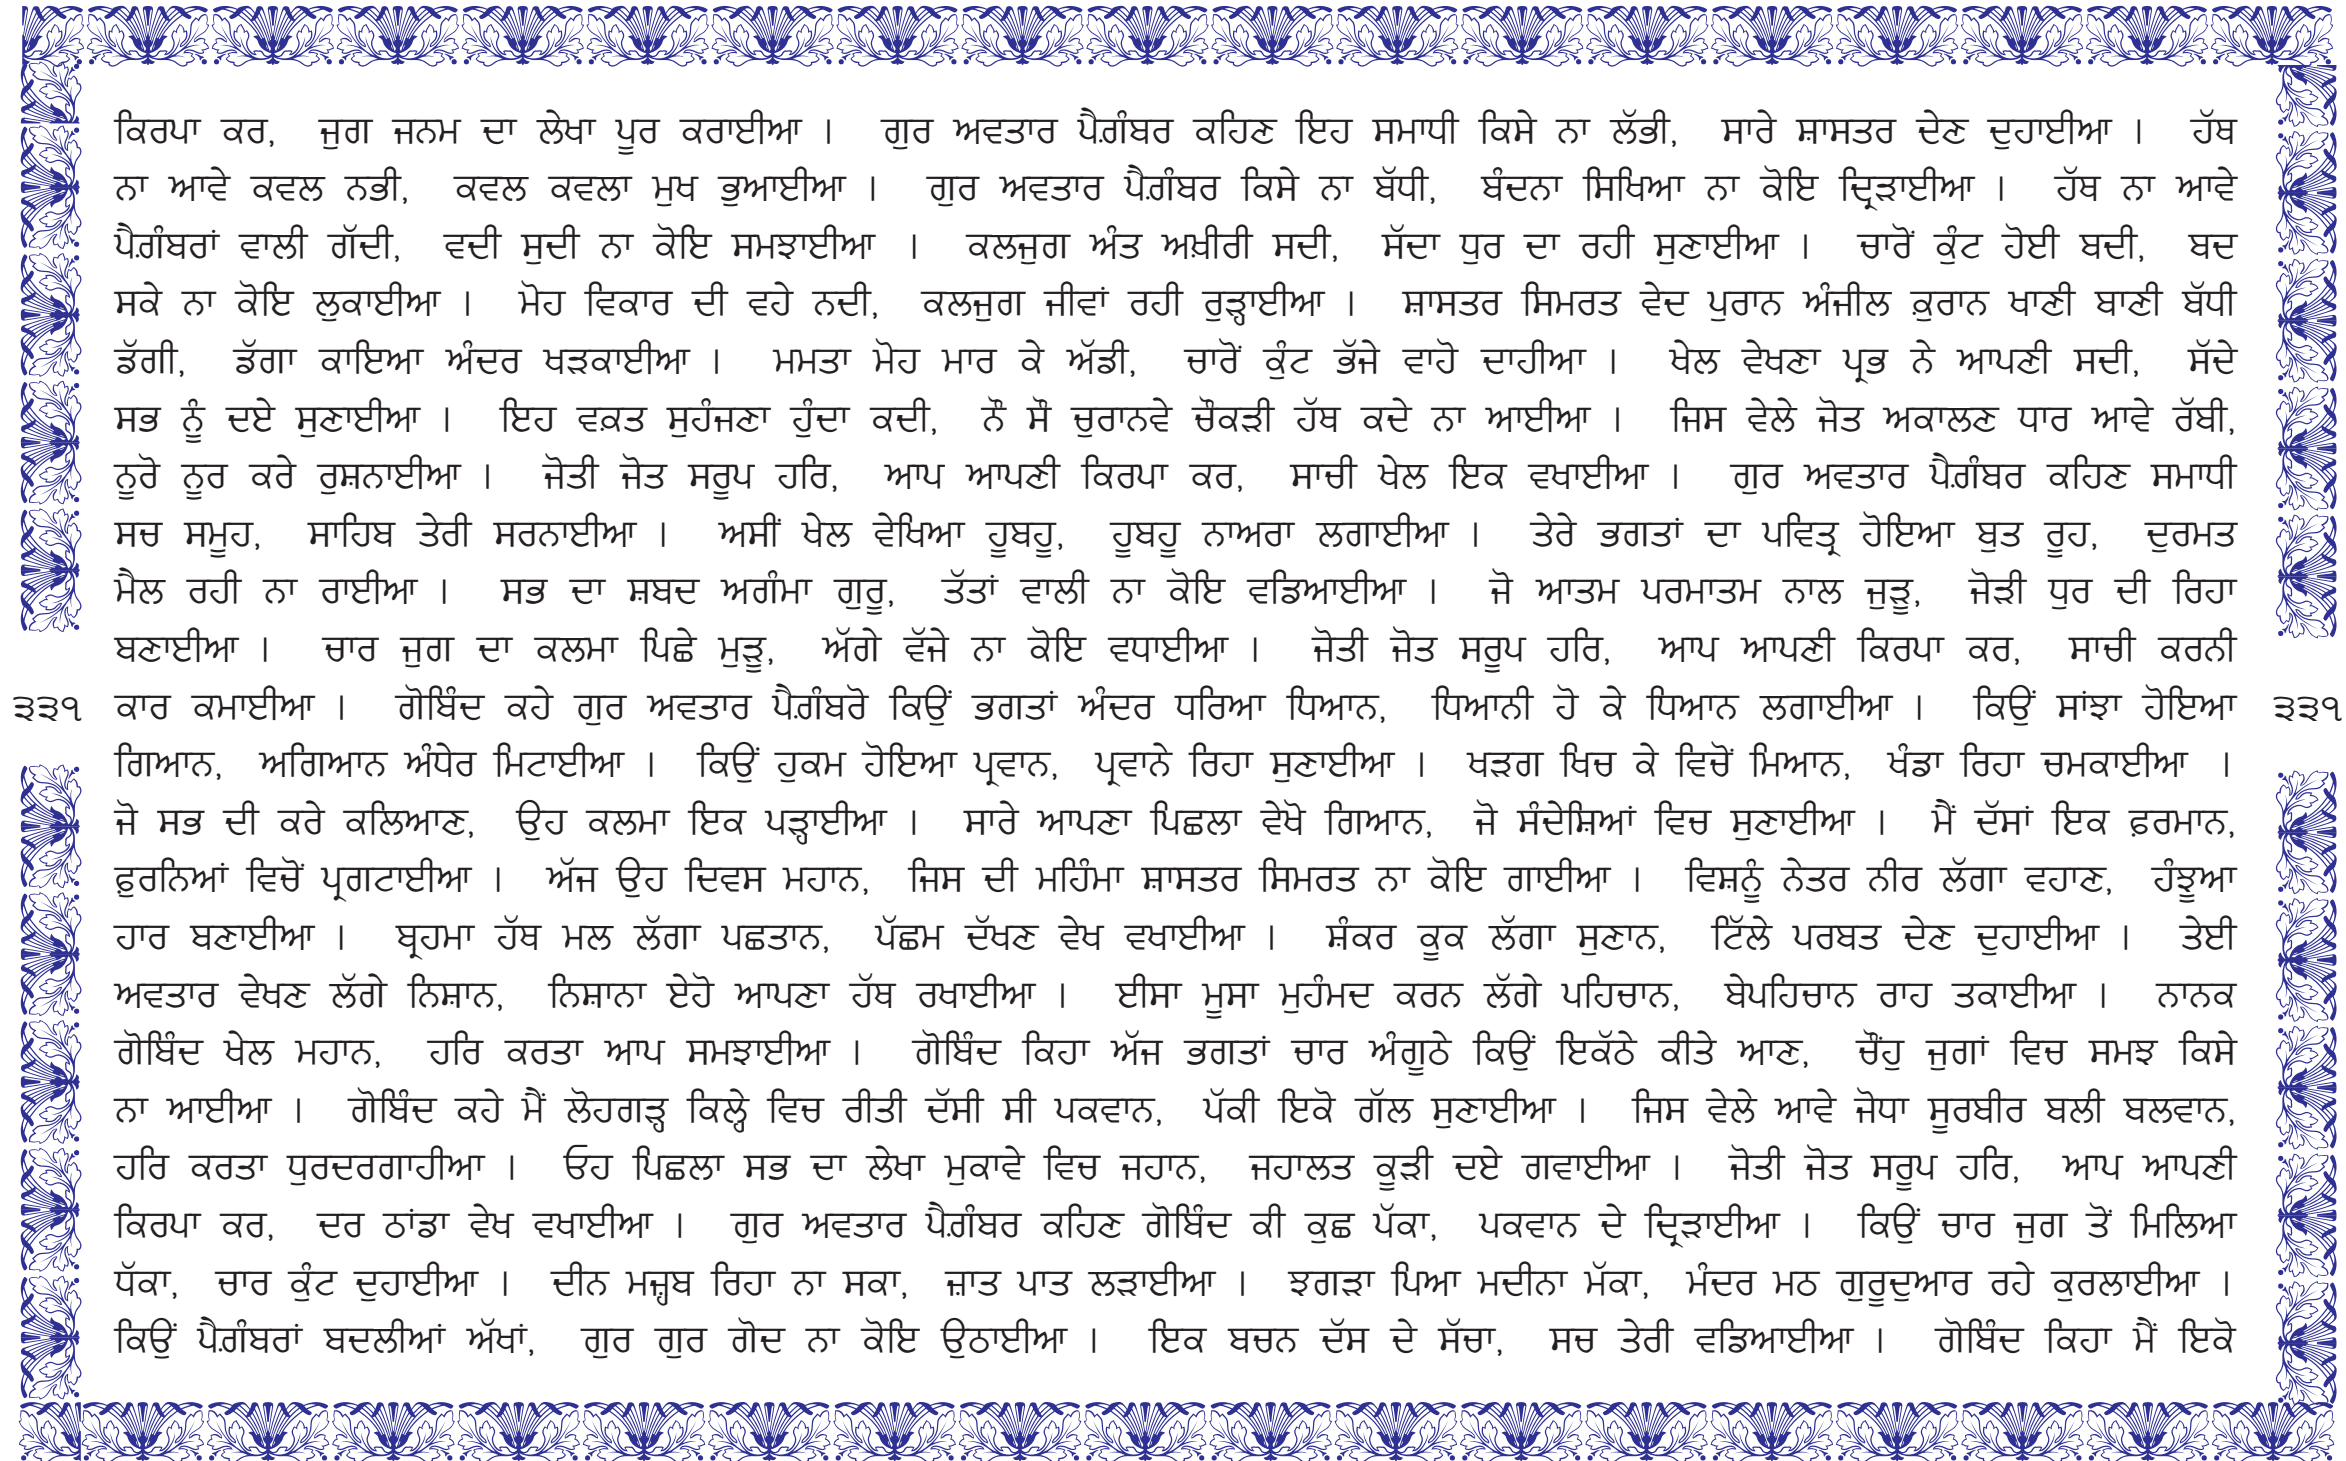 ਕਿਰਪਾ ਕਰ, ਜੁਗ ਜਨਮ ਦਾ ਲੇਖਾ ਪੂਰ ਕਰਾਈਆ । ਗੁਰ ਅਵਤਾਰ ਪੈਗ਼ੰਬਰ ਕਹਿਣ ਇਹ ਸਮਾਧੀ ਕਿਸੇ ਨਾ ਲੱਭੀ, ਸਾਰੇ ਸ਼ਾਸਤਰ ਦੇਣ ਦੁਹਾਈਆ । ਹੱਥ
ਨਾ ਆਵੇ ਕਵਲ ਨਭੀ, ਕਵਲ ਕਵਲਾ ਮੁਖ ਭੁਆਈਆ । ਗੁਰ ਅਵਤਾਰ ਪੈਗ਼ੰਬਰ ਕਿਸੇ ਨਾ ਬੱਧੀ, ਬੰਦਨਾ ਸਿਖਿਆ ਨਾ ਕੋਇ ਦ੍ਰਿੜਾਈਆ । ਹੱਥ ਨਾ ਆਵੇ
ਪੈਗ਼ੰਬਰਾਂ ਵਾਲੀ ਗੱਦੀ, ਵਦੀ ਸੁਦੀ ਨਾ ਕੋਇ ਸਮਝਾਈਆ । ਕਲਜੁਗ ਅੰਤ ਅਖ਼ੀਰੀ ਸਦੀ, ਸੱਦਾ ਧੁਰ ਦਾ ਰਹੀ ਸੁਣਾਈਆ । ਚਾਰੋਂ ਕੁੰਟ ਹੋਈ ਬਦੀ, ਬਦ
ਸਕੇ ਨਾ ਕੋਇ ਲੁਕਾਈਆ । ਮੋਹ ਵਿਕਾਰ ਦੀ ਵਹੇ ਨਦੀ, ਕਲਜੁਗ ਜੀਵਾਂ ਰਹੀ ਰੁੜ੍ਹਾਈਆ । ਸ਼ਾਸਤਰ ਸਿਮਰਤ ਵੇਦ ਪੁਰਾਨ ਅੰਜੀਲ ਕ਼ੁਰਾਨ ਖਾਣੀ ਬਾਣੀ ਬੱਧੀ
ਡੱਗੀ, ਡੱਗਾ ਕਾਇਆ ਅੰਦਰ ਖੜਕਾਈਆ । ਮਮਤਾ ਮੋਹ ਮਾਰ ਕੇ ਅੱਡੀ, ਚਾਰੋਂ ਕੁੰਟ ਭੱਜੇ ਵਾਹੋ ਦਾਹੀਆ । ਖੇਲ ਵੇਖਣਾ ਪ੍ਰਭ ਨੇ ਆਪਣੀ ਸਦੀ, ਸੱਦੇ
ਸਭ ਨੂੰ ਦਏ ਸੁਣਾਈਆ । ਇਹ ਵਕ਼ਤ ਸੁਹੰਜਣਾ ਹੁੰਦਾ ਕਦੀ, ਨੌ ਸੌ ਚੁਰਾਨਵੇ ਚੌਕੜੀ ਹੱਥ ਕਦੇ ਨਾ ਆਈਆ । ਜਿਸ ਵੇਲੇ ਜੋਤ ਅਕਾਲਣ ਧਾਰ ਆਵੇ ਰੱਬੀ,
ਨੂਰੋ ਨੂਰ ਕਰੇ ਰੁਸ਼ਨਾਈਆ । ਜੋਤੀ ਜੋਤ ਸਰੂਪ ਹਰਿ, ਆਪ ਆਪਣੀ ਕਿਰਪਾ ਕਰ, ਸਾਚੀ ਖੇਲ ਇਕ ਵਖਾਈਆ । ਗੁਰ ਅਵਤਾਰ ਪੈਗ਼ੰਬਰ ਕਹਿਣ ਸਮਾਧੀ
ਸਚ ਸਮੂਹ, ਸਾਹਿਬ ਤੇਰੀ ਸਰਨਾਈਆ । ਅਸੀਂ ਖੇਲ ਵੇਖਿਆ ਹੂਬਹੂ, ਹੂਬਹੂ ਨਾਅਰਾ ਲਗਾਈਆ । ਤੇਰੇ ਭਗਤਾਂ ਦਾ ਪਵਿਤ੍ਰ ਹੋਇਆ ਬੁਤ ਰੂਹ, ਦੁਰਮਤ
ਮੈਲ ਰਹੀ ਨਾ ਰਾਈਆ । ਸਭ ਦਾ ਸ਼ਬਦ ਅਗੰਮਾ ਗੁਰੂ, ਤੱਤਾਂ ਵਾਲੀ ਨਾ ਕੋਇ ਵਡਿਆਈਆ । ਜੋ ਆਤਮ ਪਰਮਾਤਮ ਨਾਲ ਜੁੜੂ, ਜੋੜੀ ਧੁਰ ਦੀ ਰਿਹਾ
ਬਣਾਈਆ । ਚਾਰ ਜੁਗ ਦਾ ਕਲਮਾ ਪਿਛੇ ਮੁੜੂ, ਅੱਗੇ ਵੱਜੇ ਨਾ ਕੋਇ ਵਧਾਈਆ । ਜੋਤੀ ਜੋਤ ਸਰੂਪ ਹਰਿ, ਆਪ ਆਪਣੀ ਕਿਰਪਾ ਕਰ, ਸਾਚੀ ਕਰਨੀ
੩੩੧ ਕਾਰ ਕਮਾਈਆ । ਗੋਬਿੰਦ ਕਹੇ ਗੁਰ ਅਵਤਾਰ ਪੈਗ਼ੰਬਰੋ ਕਿਉਂ ਭਗਤਾਂ ਅੰਦਰ ਧਰਿਆ ਧਿਆਨ, ਧਿਆਨੀ ਹੋ ਕੇ ਧਿਆਨ ਲਗਾਈਆ । ਕਿਉਂ ਸਾਂਝਾ ਹੋਇਆ ੩੩੧
ਗਿਆਨ, ਅਗਿਆਨ ਅੰਧੇਰ ਮਿਟਾਈਆ । ਕਿਉਂ ਹੁਕਮ ਹੋਇਆ ਪ੍ਰਵਾਨ, ਪ੍ਰਵਾਨੇ ਰਿਹਾ ਸੁਣਾਈਆ । ਖੜਗ ਖਿਚ ਕੇ ਵਿਚੋਂ ਮਿਆਨ, ਖੰਡਾ ਰਿਹਾ ਚਮਕਾਈਆ ।
ਜੋ ਸਭ ਦੀ ਕਰੇ ਕਲਿਆਣ, ਉਹ ਕਲਮਾ ਇਕ ਪੜ੍ਹਾਈਆ । ਸਾਰੇ ਆਪਣਾ ਪਿਛਲਾ ਵੇਖੋ ਗਿਆਨ, ਜੋ ਸੰਦੇਸ਼ਿਆਂ ਵਿਚ ਸੁਣਾਈਆ । ਮੈਂ ਦੱਸਾਂ ਇਕ ਫ਼ਰਮਾਨ,
ਫ਼ੁਰਨਿਆਂ ਵਿਚੋਂ ਪ੍ਰਗਟਾਈਆ । ਅੱਜ ਉਹ ਦਿਵਸ ਮਹਾਨ, ਜਿਸ ਦੀ ਮਹਿੰਮਾ ਸ਼ਾਸਤਰ ਸਿਮਰਤ ਨਾ ਕੋਇ ਗਾਈਆ । ਵਿਸ਼ਨੂੰ ਨੇਤਰ ਨੀਰ ਲੱਗਾ ਵਹਾਣ, ਹੰਝੂਆ
ਹਾਰ ਬਣਾਈਆ । ਬ੍ਰਹਮਾ ਹੱਥ ਮਲ ਲੱਗਾ ਪਛਤਾਨ, ਪੱਛਮ ਦੱਖਣ ਵੇਖ ਵਖਾਈਆ । ਸ਼ੰਕਰ ਕੂਕ ਲੱਗਾ ਸੁਣਾਨ, ਟਿੱਲੇ ਪਰਬਤ ਦੇਣ ਦੁਹਾਈਆ । ਤੇਈ
ਅਵਤਾਰ ਵੇਖਣ ਲੱਗੇ ਨਿਸ਼ਾਨ, ਨਿਸ਼ਾਨਾ ਏਹੋ ਆਪਣਾ ਹੱਥ ਰਖਾਈਆ । ਈਸਾ ਮੂਸਾ ਮੁਹੰਮਦ ਕਰਨ ਲੱਗੇ ਪਹਿਚਾਨ, ਬੇਪਹਿਚਾਨ ਰਾਹ ਤਕਾਈਆ । ਨਾਨਕ
ਗੋਬਿੰਦ ਖੇਲ ਮਹਾਨ, ਹਰਿ ਕਰਤਾ ਆਪ ਸਮਝਾਈਆ । ਗੋਬਿੰਦ ਕਿਹਾ ਅੱਜ ਭਗਤਾਂ ਚਾਰ ਅੰਗੂਠੇ ਕਿਉਂ ਇਕੱਠੇ ਕੀਤੇ ਆਣ, ਚੌਂਹੁ ਜੁਗਾਂ ਵਿਚ ਸਮਝ ਕਿਸੇ
ਨਾ ਆਈਆ । ਗੋਬਿੰਦ ਕਹੇ ਮੈਂ ਲੋਹਗੜ੍ਹ ਕਿਲ੍ਹੇ ਵਿਚ ਰੀਤੀ ਦੱਸੀ ਸੀ ਪਕਵਾਨ, ਪੱਕੀ ਇਕੋ ਗੱਲ ਸੁਣਾਈਆ । ਜਿਸ ਵੇਲੇ ਆਵੇ ਜੋਧਾ ਸੂਰਬੀਰ ਬਲੀ ਬਲਵਾਨ,
ਹਰਿ ਕਰਤਾ ਧੁਰਦਰਗਾਹੀਆ । ਓਹ ਪਿਛਲਾ ਸਭ ਦਾ ਲੇਖਾ ਮੁਕਾਵੇ ਵਿਚ ਜਹਾਨ, ਜਹਾਲਤ ਕੂੜੀ ਦਏ ਗਵਾਈਆ । ਜੋਤੀ ਜੋਤ ਸਰੂਪ ਹਰਿ, ਆਪ ਆਪਣੀ
ਕਿਰਪਾ ਕਰ, ਦਰ ਠਾਂਡਾ ਵੇਖ ਵਖਾਈਆ । ਗੁਰ ਅਵਤਾਰ ਪੈਗ਼ੰਬਰ ਕਹਿਣ ਗੋਬਿੰਦ ਕੀ ਕੁਛ ਪੱਕਾ, ਪਕਵਾਨ ਦੇ ਦ੍ਰਿੜਾਈਆ । ਕਿਉਂ ਚਾਰ ਜੁਗ ਤੋਂ ਮਿਲਿਆ
ਧੱਕਾ, ਚਾਰ ਕੁੰਟ ਦੁਹਾਈਆ । ਦੀਨ ਮਜ਼੍ਹਬ ਰਿਹਾ ਨਾ ਸਕਾ, ਜ਼ਾਤ ਪਾਤ ਲੜਾਈਆ । ਝਗੜਾ ਪਿਆ ਮਦੀਨਾ ਮੱਕਾ, ਮੰਦਰ ਮਠ ਗੁਰੂਦੁਆਰ ਰਹੇ ਕੁਰਲਾਈਆ ।
ਕਿਉਂ ਪੈਗ਼ੰਬਰਾਂ ਬਦਲੀਆਂ ਅੱਖਾਂ, ਗੁਰ ਗੁਰ ਗੋਦ ਨਾ ਕੋਇ ਉਠਾਈਆ । ਇਕ ਬਚਨ ਦੱਸ ਦੇ ਸੱਚਾ, ਸਚ ਤੇਰੀ ਵਡਿਆਈਆ । ਗੋਬਿੰਦ ਕਿਹਾ ਮੈਂ ਇਕੋ